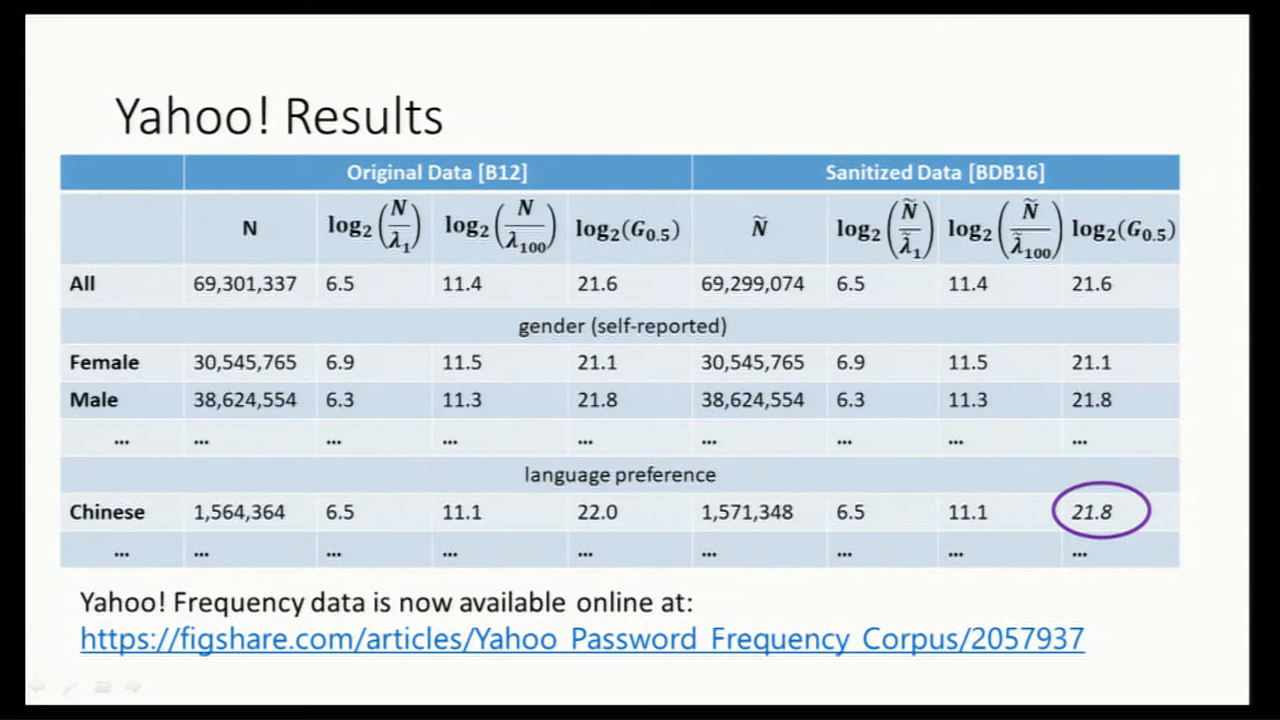 Yahoo! Results
Original Data [B12] Sanitized Data [BDB16]
N log₂(N/λ₁) log₂(N/λ₁₀₀) log₂(G₀.₅) Ñ log₂(Ñ/λ̃₁) log₂(Ñ/λ̃₁₀₀) log₂(G₀.₅)
All 69,301,337 6.5 11.4 21.6 69,299,074 6.5 11.4 21.6
gender (self-reported)
Female 30,545,765 6.9 11.5 21.1 30,545,765 6.9 11.5 21.1
Male 38,624,554 6.3 11.3 21.8 38,624,554 6.3 11.3 21.8
... ... ... ... ... ... ... ... ...
language preference
Chinese 1,564,364 6.5 11.1 22.0 1,571,348 6.5 11.1 21.8
... ... ... ... ... ... ... ... ...
Yahoo! Frequency data is now available online at:
https://figshare.com/articles/Yahoo_Password_Frequency_Corpus/2057937